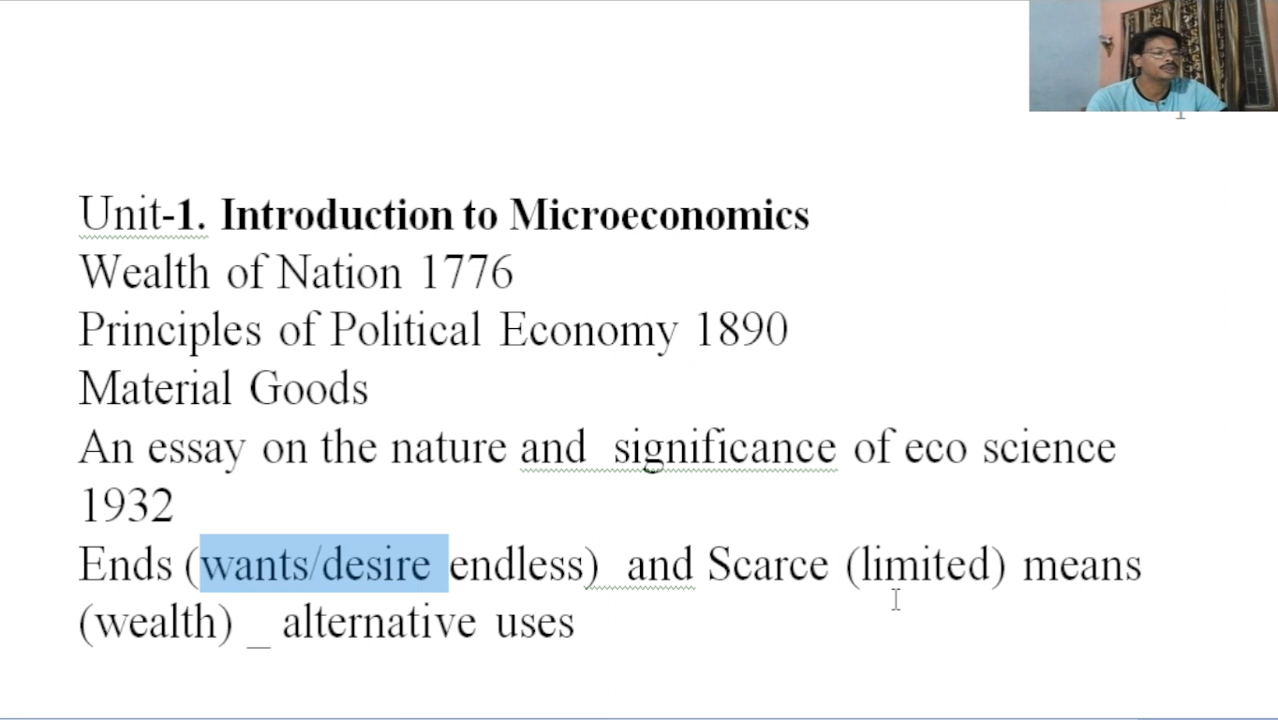 Unit-1. Introduction to Microeconomics
Wealth of Nation 1776
Principles of Political Economy 1890
Material Goods
An essay on the nature and significance of eco science
1932
Ends (wants/desire endless) and Scarce (limited) means
(wealth) _ alternative uses